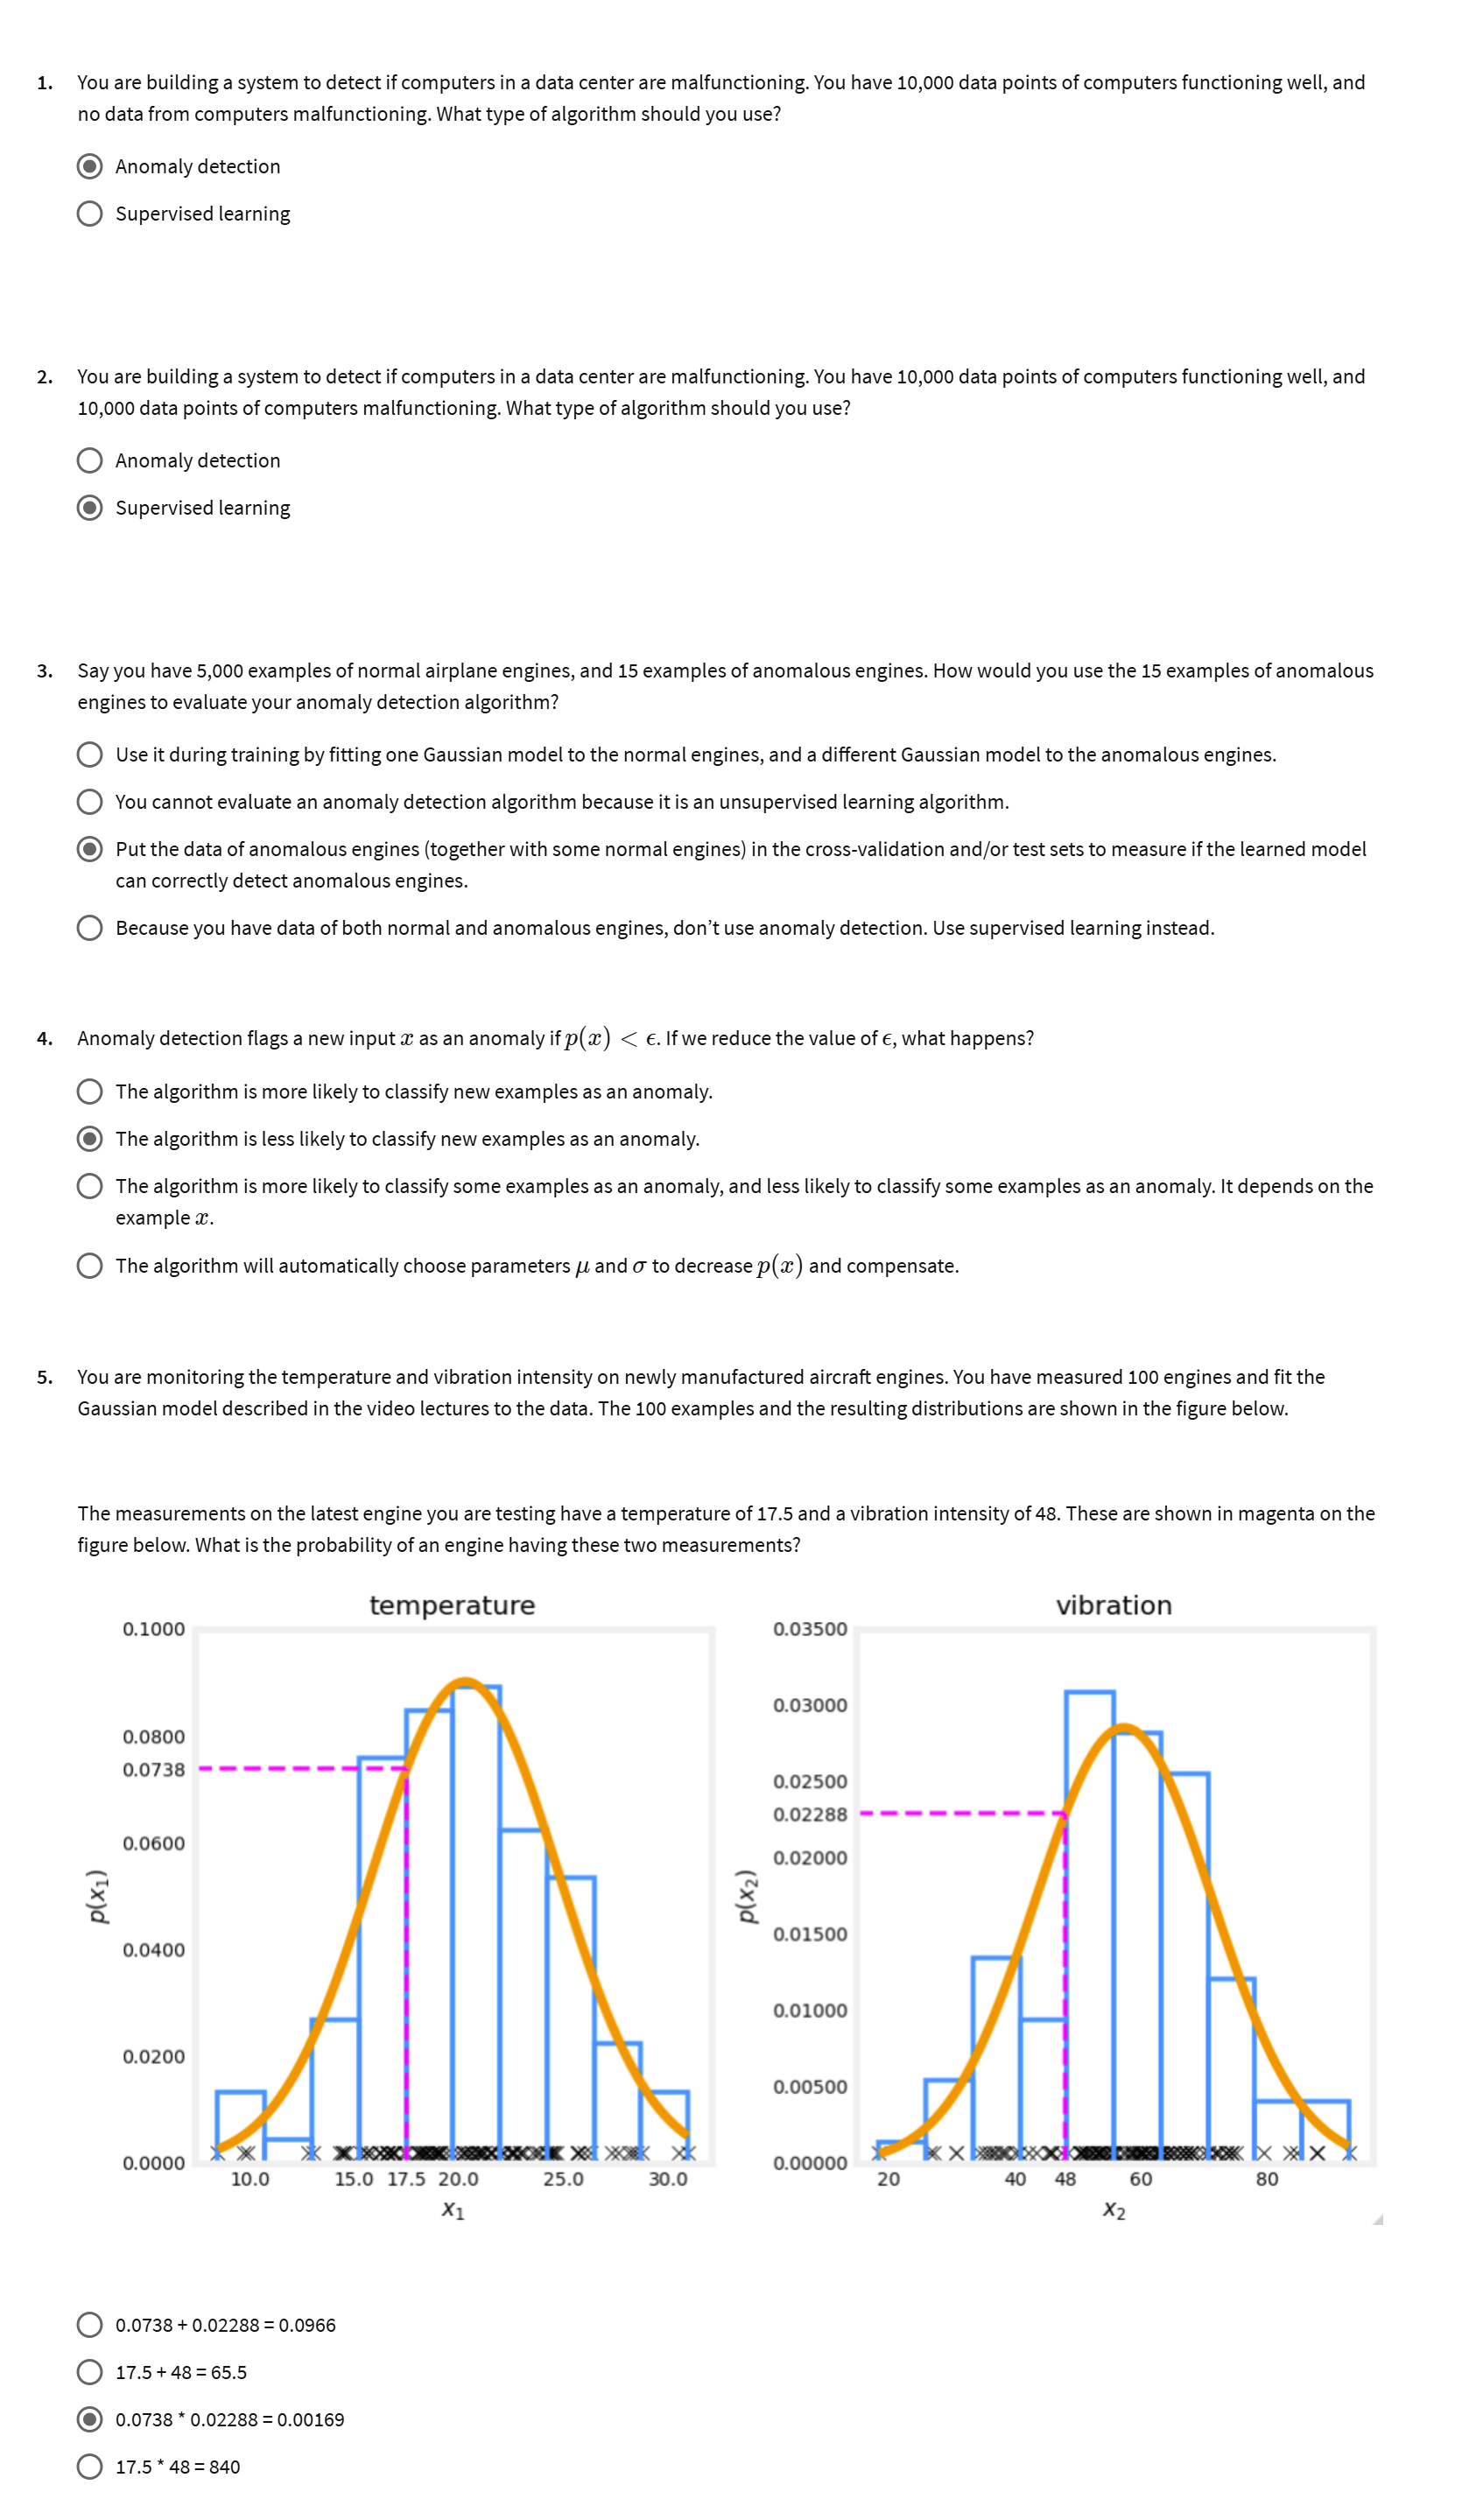 1. You are building a system to detect if computers in a data center are malfunctioning. You have 10,000 data points of computers functioning well, and
no data from computers malfunctioning. What type of algorithm should you use?
Anomaly detection
Supervised learning
2. You are building a system to detect if computers in a data center are malfunctioning. You have 10,000 data points of computers functioning well, and
10,000 data points of computers malfunctioning. What type of algorithm should you use?
Anomaly detection
Supervised learning
3. Say you have 5,000 examples of normal airplane engines, and 15 examples of anomalous engines. How would you use the 15 examples of anomalous
engines to evaluate your anomaly detection algorithm?
Use it during training by fitting one Gaussian model to the normal engines, and a different Gaussian model to the anomalous engines.
You cannot evaluate an anomaly detection algorithm because it is an unsupervised learning algorithm.
Put the data of anomalous engines (together with some normal engines) in the cross-validation and/or test sets to measure if the learned model
can correctly detect anomalous engines.
Because you have data of both normal and anomalous engines, don’t use anomaly detection. Use supervised learning instead.
4. Anomaly detection flags a new input x as an anomaly if p(x) < ϵ. If we reduce the value of ϵ, what happens?
The algorithm is more likely to classify new examples as an anomaly.
The algorithm is less likely to classify new examples as an anomaly.
The algorithm is more likely to classify some examples as an anomaly, and less likely to classify some examples as an anomaly. It depends on the
example x.
The algorithm will automatically choose parameters μ and σ to decrease p(x) and compensate.
5. You are monitoring the temperature and vibration intensity on newly manufactured aircraft engines. You have measured 100 engines and fit the
Gaussian model described in the video lectures to the data. The 100 examples and the resulting distributions are shown in the figure below.
The measurements on the latest engine you are testing have a temperature of 17.5 and a vibration intensity of 48. These are shown in magenta on the
figure below. What is the probability of an engine having these two measurements?
temperature
0.1000
0.0800
0.0738
0.0600
0.0400
0.0200
0.0000
p(x₁)
10.0 15.0 17.5 20.0 25.0 30.0
x₁
vibration
0.03500
0.03000
0.02500
0.02288
0.02000
0.01500
0.01000
0.00500
0.00000
p(x₂)
20 40 48 60 80
x₂
0.0738 + 0.02288 = 0.0966
17.5 + 48 = 65.5
0.0738 * 0.02288 = 0.00169
17.5 * 48 = 840